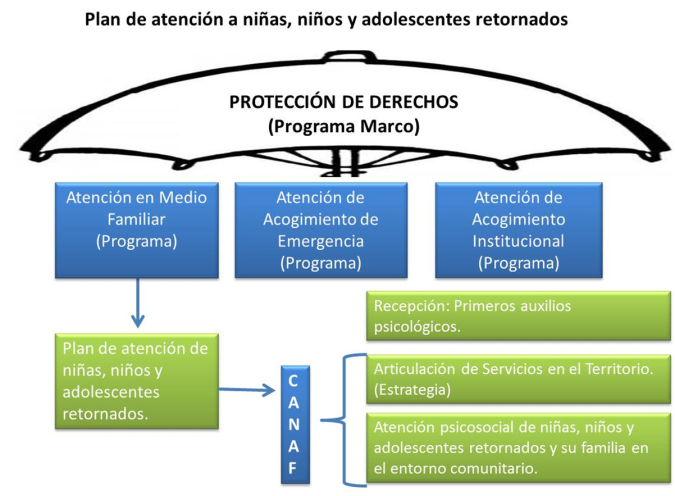 Plan de atención a niñas, niños y adolescentes retornados
PROTECCIÓN DE DERECHOS
(Programa Marco)
Atención en Medio
Familiar
(Programa)
Atención de
Acogimiento de
Emergencia
(Programa)
Atención de
Acogimiento
Institucional
(Programa)
Plan de atención de
niñas, niños y
adolescentes
retornados.
C
A
N
A
F
Recepción: Primeros auxilios
psicológicos.
Articulación de Servicios en el Territorio.
(Estrategia)
Atención psicosocial de niñas, niños y
adolescentes retornados y su familia en
el entorno comunitario.